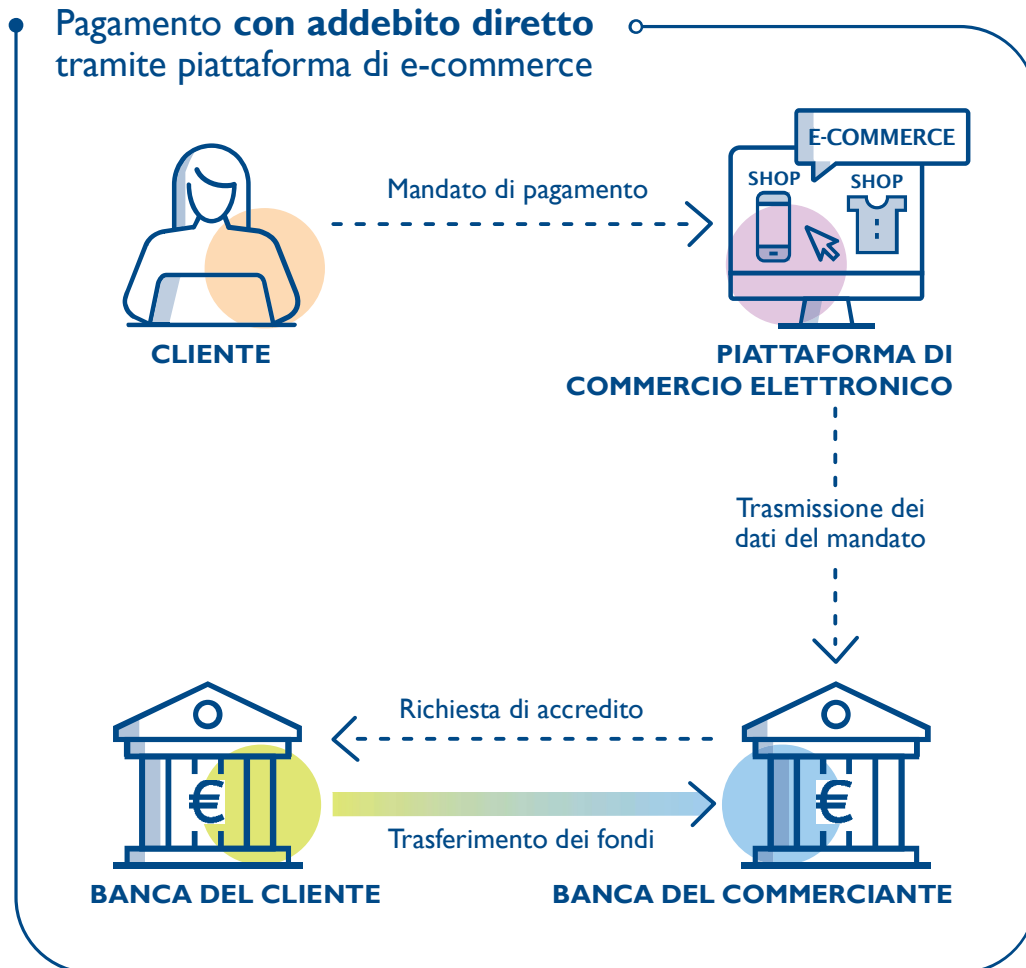 Pagamento con addebito diretto
tramite piattaforma di e-commerce
E-COMMERCE
SHOP
SHOP
Mandato di pagamento
CLIENTE
PIATTAFORMA DI
COMMERCIO ELETTRONICO
Trasmissione dei
dati del mandato
Richiesta di accredito
€
€
Trasferimento dei fondi
BANCA DEL CLIENTE
BANCA DEL COMMERCIANTE